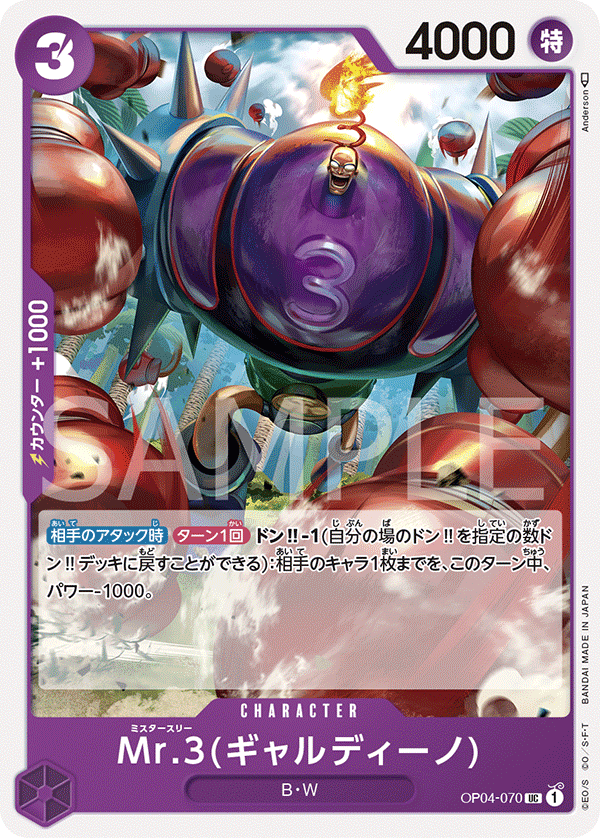 3
4000
特
Anderson
カウンター +1000
3
SAMPLE
相手のアタック時 ターン1回 ドン‼-1(自分の場のドン‼を指定の数ド
ン‼デッキに戻すことができる):相手のキャラ1枚までを、このターン中、
パワー-1000。
CHARACTER
ミスタースリー
Mr.3(ギャルディーノ)
B・W
OP04-070 UC 1
©EO/S ©O/S・F・T BANDAI MADE IN JAPAN